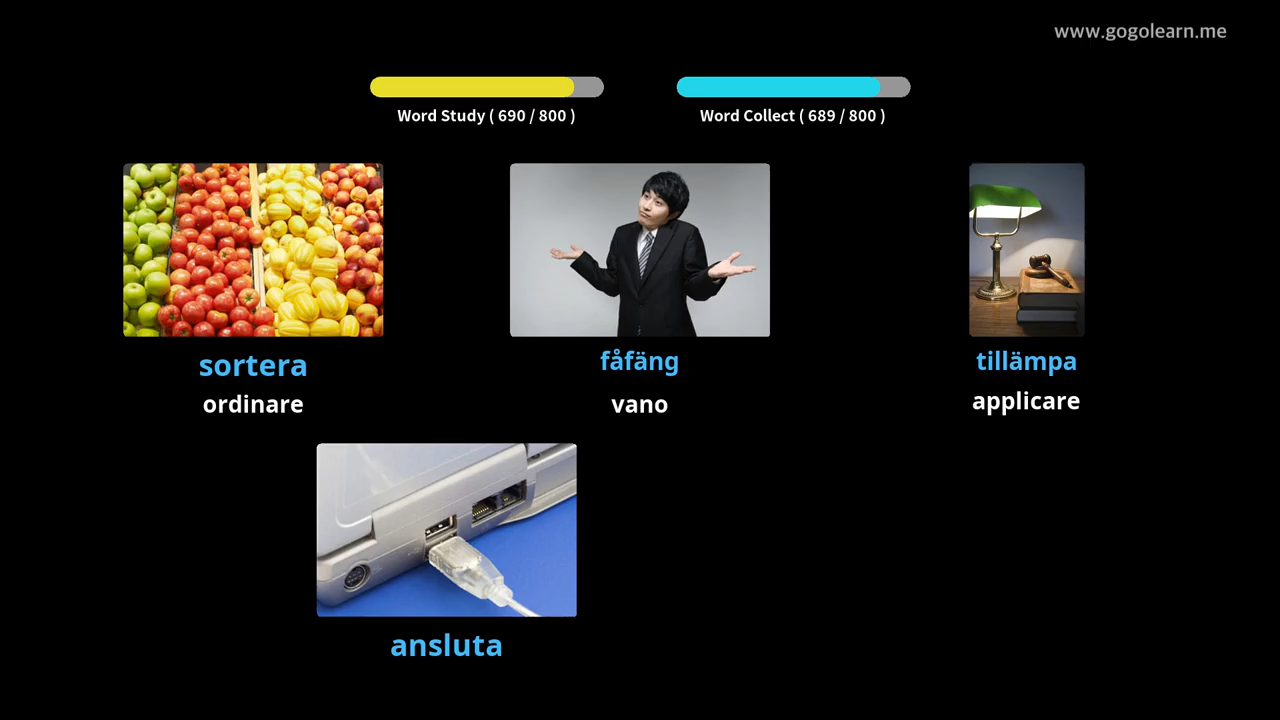 www.gogolearn.me
Word Study ( 690 / 800 )
Word Collect ( 689 / 800 )
sortera
ordinare
fåfäng
vano
tillämpa
applicare
ansluta